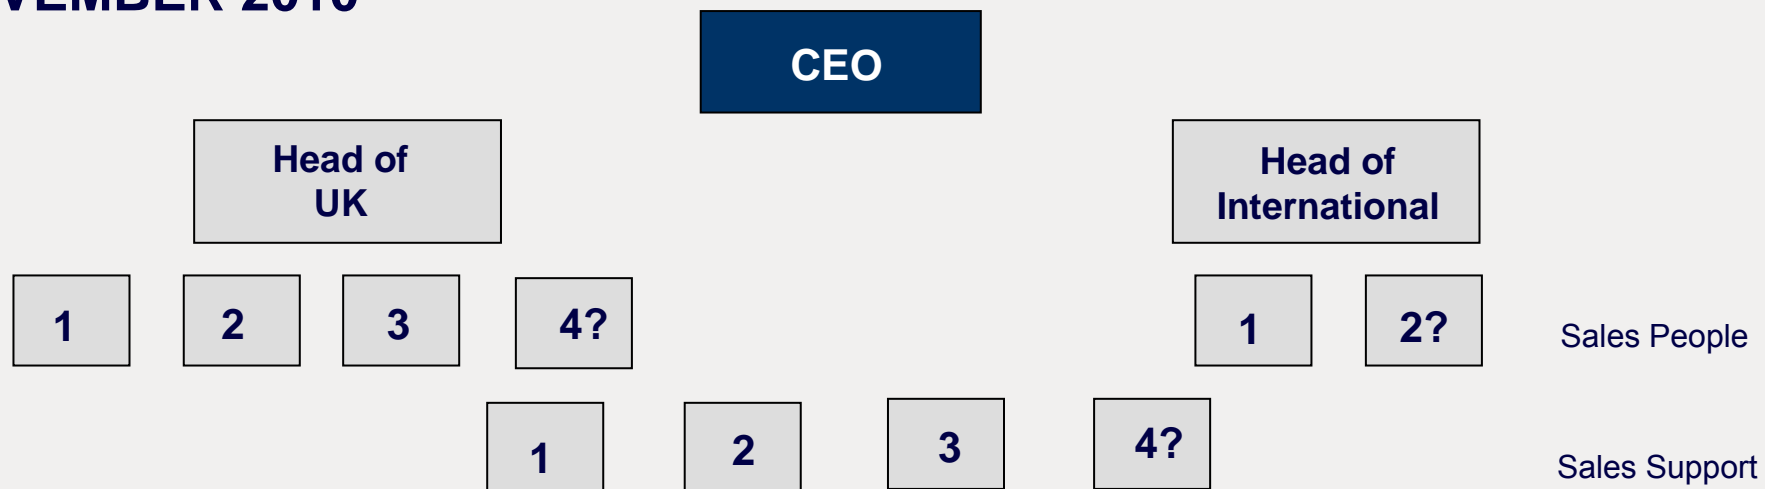 VEMBER
CEO
Head of
UK
Head of
International
1 2 3 4? 1 2? Sales People
1 2 3 4? Sales Support